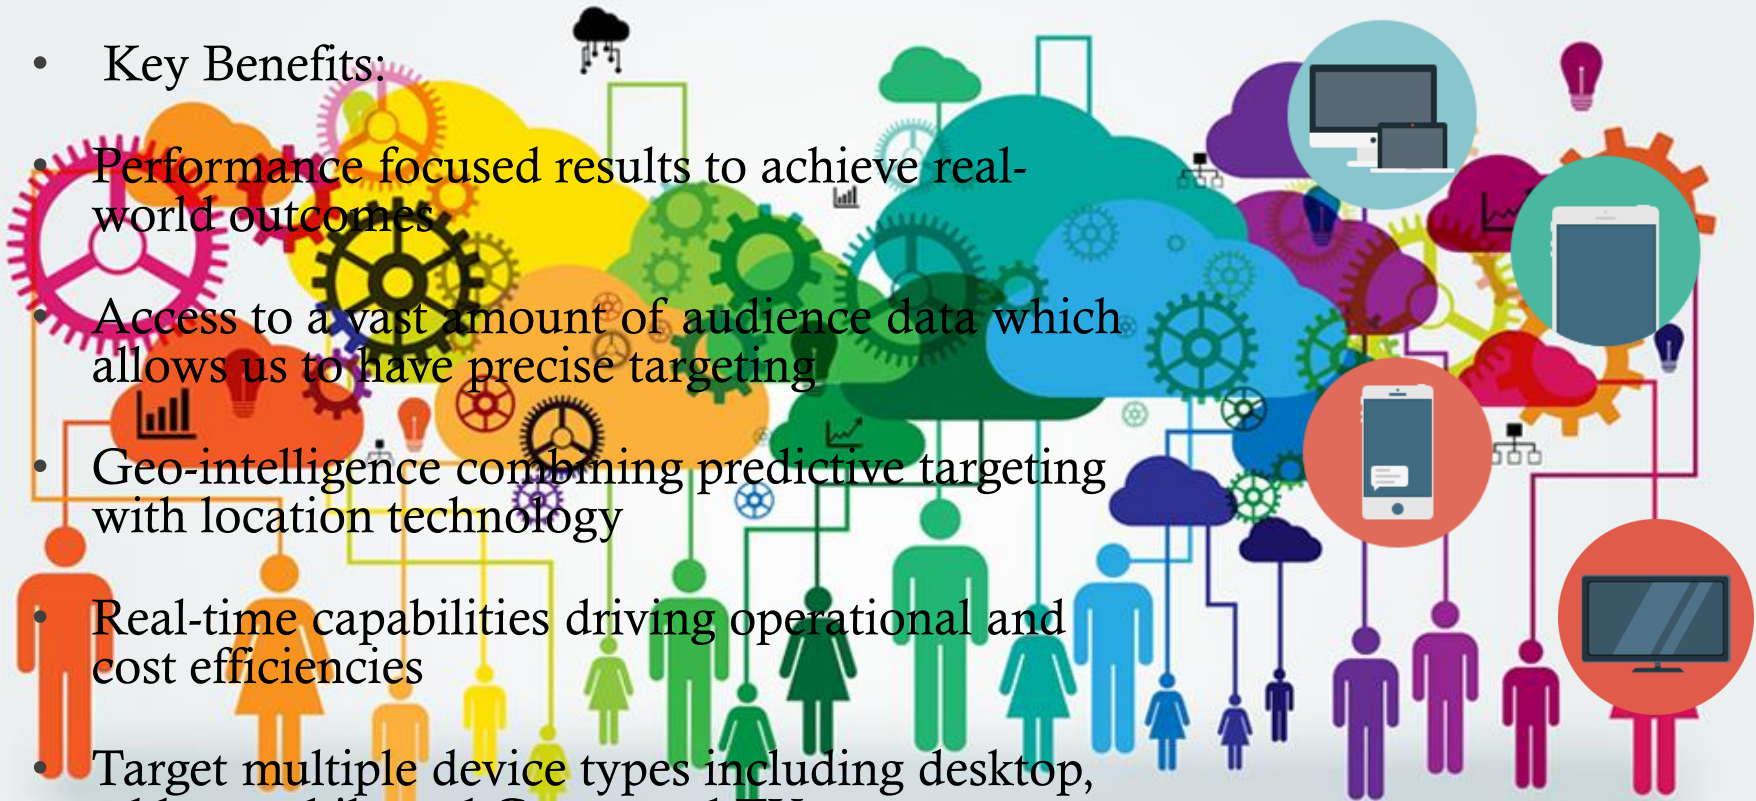 • Key Benefits:
• Performance focused results to achieve real-
world outcomes
• Access to a vast amount of audience data which
allows us to have precise targeting
• Geo-intelligence combining predictive targeting
with location technology
• Real-time capabilities driving operational and
cost efficiencies
• Target multiple device types including desktop,